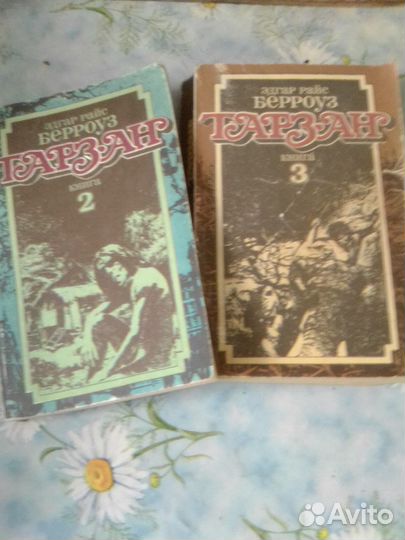 эдгар райс
Берроуз
Тарзан
книга
2
эдгар райс
Берроуз
Тарзан
книга
3
Avito